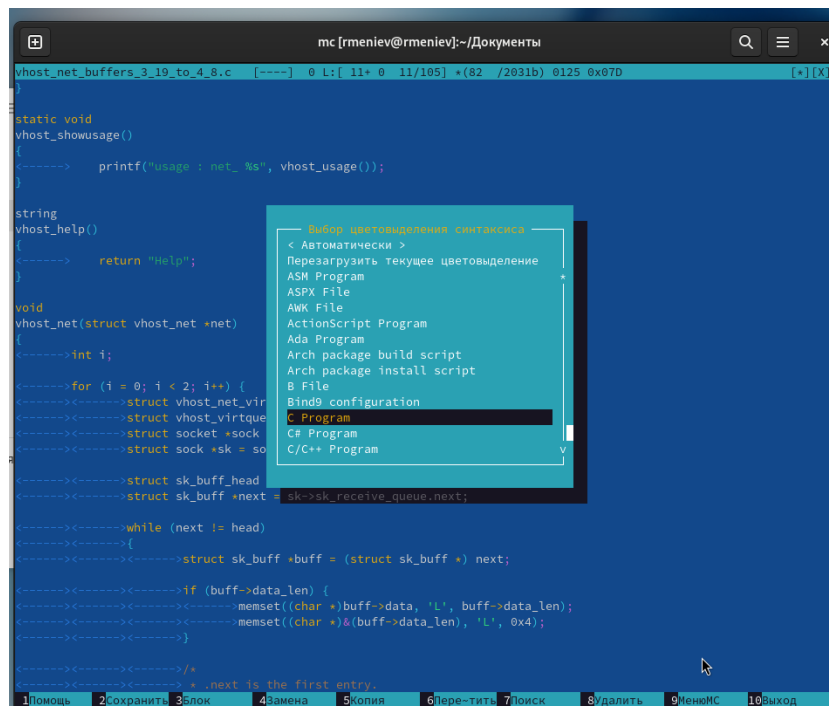 mc [rmeniev@rmeniev]:~/Документы
vhost_net_buffers_3_19_to_4_8.c [----] 0 L:[ 11+ 0 11/105] *(82 /2031b) 0125 0x07D [*][X]
}
static void
vhost_showusage()
{
<------> printf("usage : net_ %s", vhost_usage());
}
string
vhost_help()
{
<------> return "Help";
}
void
vhost_net(struct vhost_net *net)
{
<------>int i;
<------>for (i = 0; i < 2; i++) {
<------><------>struct vhost_net_vir
<------><------>struct vhost_virtque
<------><------>struct socket *sock
<------><------>struct sock *sk = so
<------><------>struct sk_buff_head
<------><------>struct sk_buff *next = sk->sk_receive_queue.next;
<------><------>while (next != head)
<------><------>{
<------><------><------>struct sk_buff *buff = (struct sk_buff *) next;
<------><------><------>if (buff->data_len) {
<------><------><------><------>memset((char *)buff->data, 'L', buff->data_len);
<------><------><------><------>memset((char *)&(buff->data_len), 'L', 0x4);
<------><------><------>}
<------><------><------>/*
<------><------><------> * .next is the first entry.
Выбор цветовыделения синтаксиса
< Автоматически >
Перезагрузить текущее цветовыделение
ASM Program
ASPX File
AWK File
ActionScript Program
Ada Program
Arch package build script
Arch package install script
B File
Bind9 configuration
C Program
C# Program
C/C++ Program
1Помощь 2Сохранить 3Блок 4Замена 5Копия 6Пере~тить 7Поиск 8Удалить 9МенюMC 10Выход